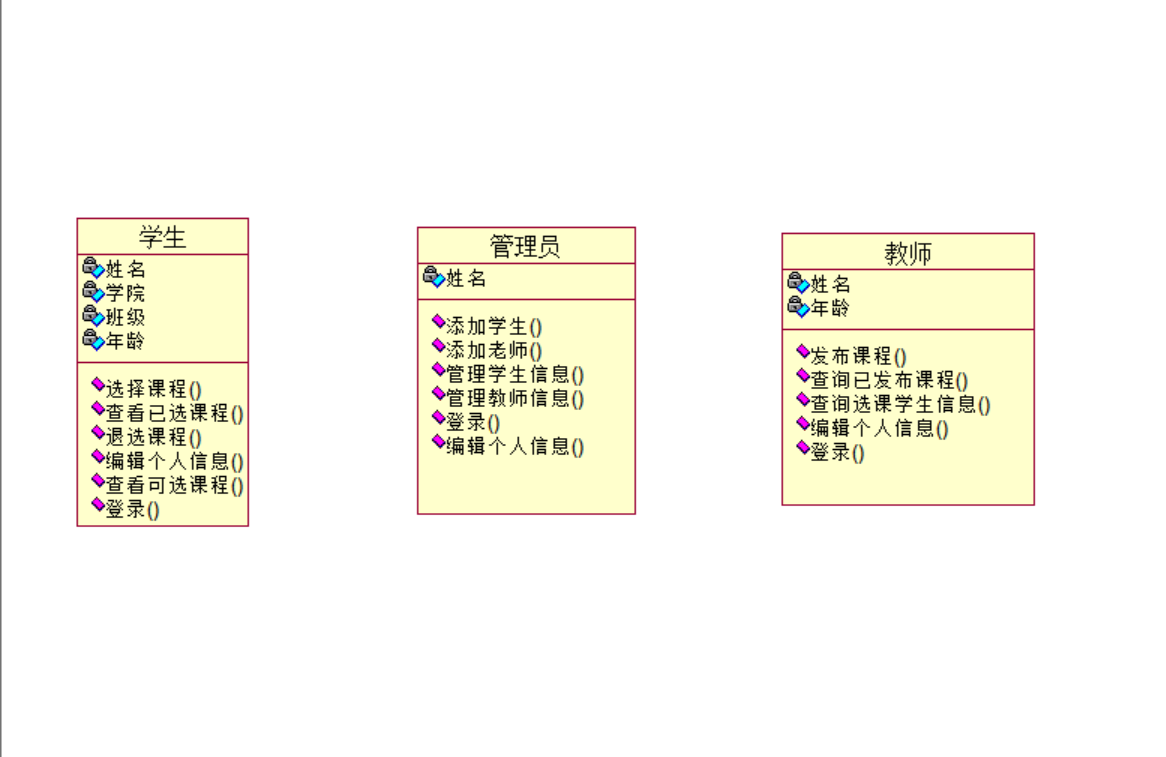 学生
姓名
学院
班级
年龄
选择课程()
查看已选课程()
退选课程()
编辑个人信息()
查看可选课程()
登录()
管理员
姓名
添加学生()
添加老师()
管理学生信息()
管理教师信息()
登录()
编辑个人信息()
教师
姓名
年龄
发布课程()
查询已发布课程()
查询选课学生信息()
编辑个人信息()
登录()